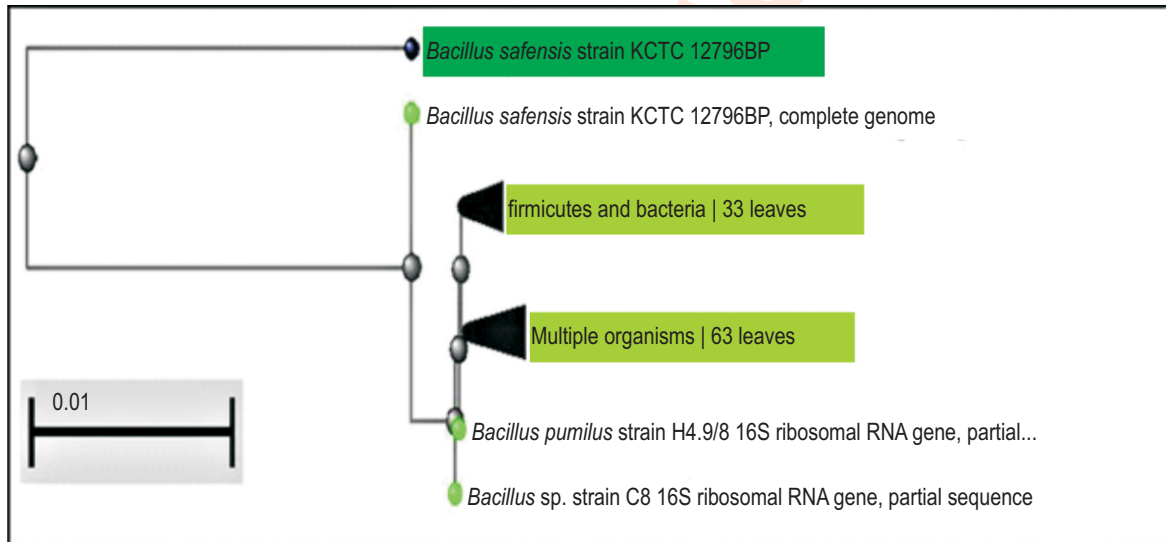 Bacillus safensis strain KCTC 12796BP
Bacillus safensis strain KCTC 12796BP, complete genome
firmicutes and bacteria | 33 leaves
Multiple organisms | 63 leaves
0.01
Bacillus pumilus strain H4.9/8 16S ribosomal RNA gene, partial...
Bacillus sp. strain C8 16S ribosomal RNA gene, partial sequence